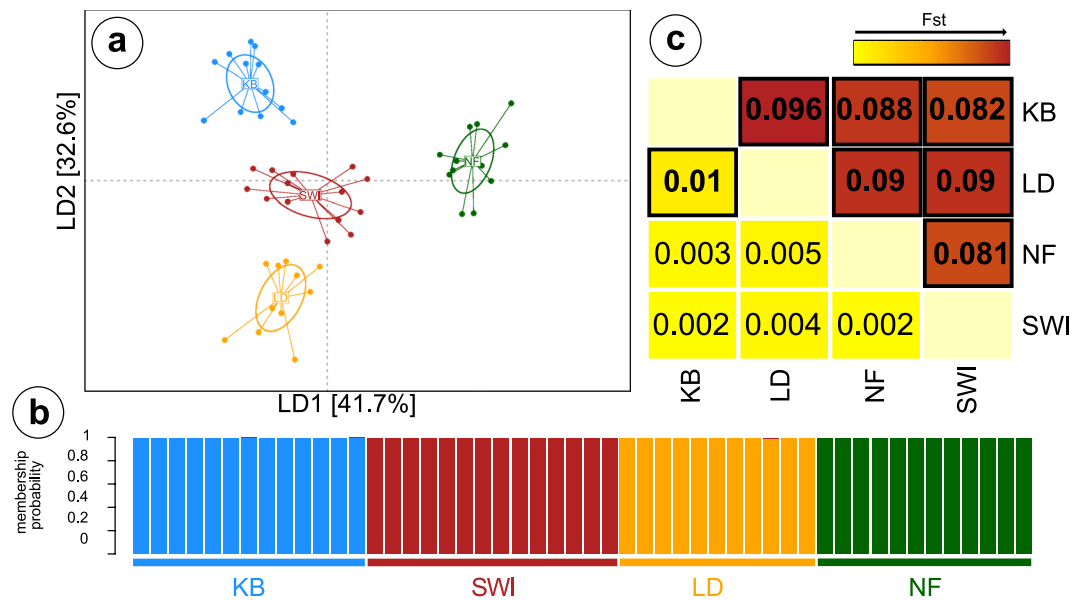 a
KB
NF
SWI
LD
LD2 [32.6%]
LD1 [41.7%]
c
Fst
0.096 0.088 0.082 KB
0.01 0.09 0.09 LD
0.003 0.005 0.081 NF
0.002 0.004 0.002 SWI
KB LD NF SWI
b
membership
probability
1
0.8
0.6
0.4
0.2
0
KB SWI LD NF